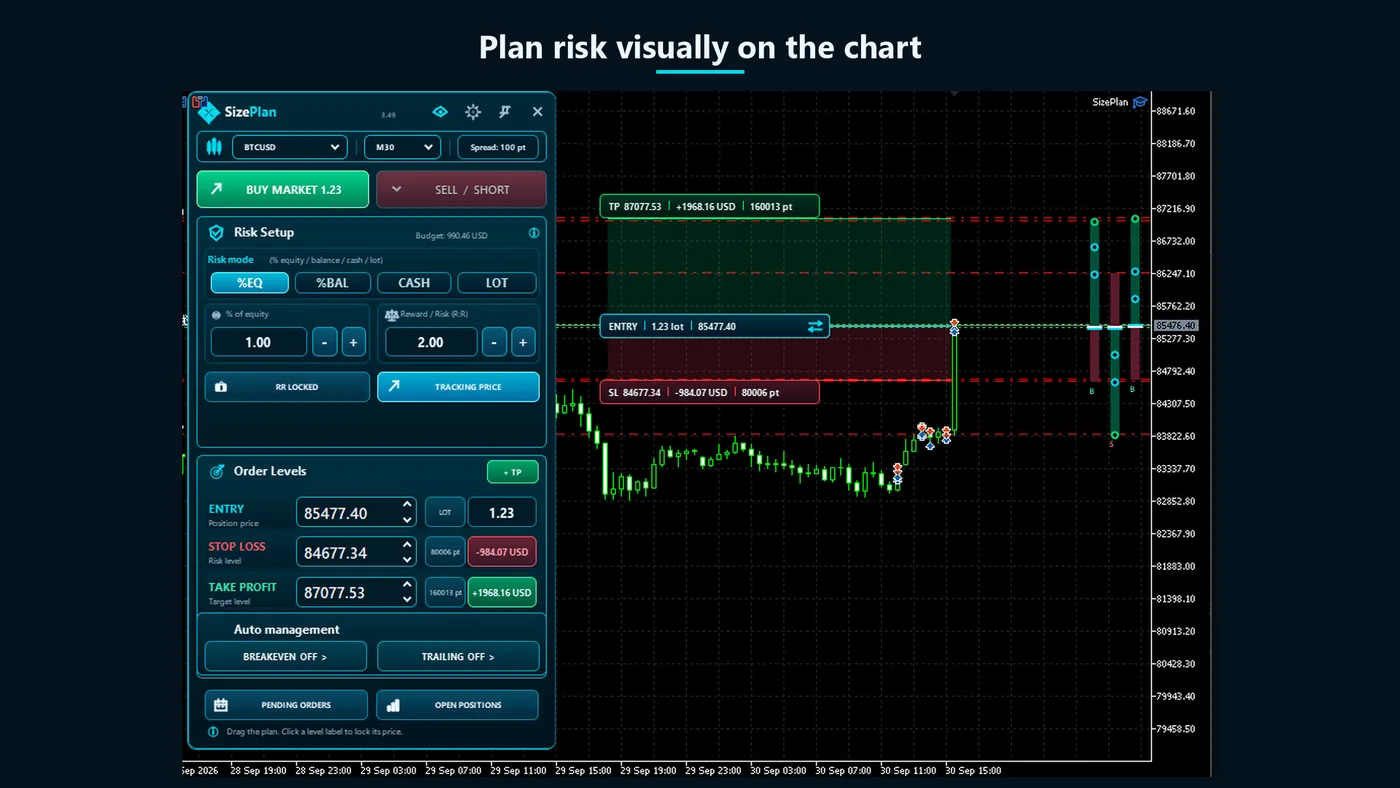 Plan risk visually on the chart
SizePlan
3.49
BTCUSD
M30
Spread: 100 pt
BUY MARKET 1.23
SELL / SHORT
Risk Setup
Budget: 990.46 USD
Risk mode
(% equity / balance / cash / lot)
%EQ
%BAL
CASH
LOT
% of equity
Reward / Risk (R:R)
1.00
-
+
2.00
-
+
RR LOCKED
TRACKING PRICE
Order Levels
+ TP
ENTRY
Position price
85477.40
LOT
1.23
STOP LOSS
Risk level
84677.34
80006 pt
-984.07 USD
TAKE PROFIT
Target level
87077.53
160013 pt
+1968.16 USD
Auto management
BREAKEVEN OFF >
TRAILING OFF >
PENDING ORDERS
OPEN POSITIONS
Drag the plan. Click a level label to lock its price.
TP 87077.53 | +1968.16 USD | 160013 pt
ENTRY | 1.23 lot | 85477.40
SL 84677.34 | -984.07 USD | 80006 pt
B
S
B
SizePlan
88671.60
88186.70
87701.80
87216.90
86732.00
86247.10
85762.20
85476.40
85277.30
84792.40
84307.50
83822.60
83337.70
82852.80
82367.90
81883.00
81398.10
80913.20
80428.30
79943.40
79458.50
Sep 2026
28 Sep 19:00
28 Sep 23:00
29 Sep 03:00
29 Sep 07:00
29 Sep 11:00
29 Sep 15:00
29 Sep 19:00
29 Sep 23:00
30 Sep 03:00
30 Sep 07:00
30 Sep 11:00
30 Sep 15:00